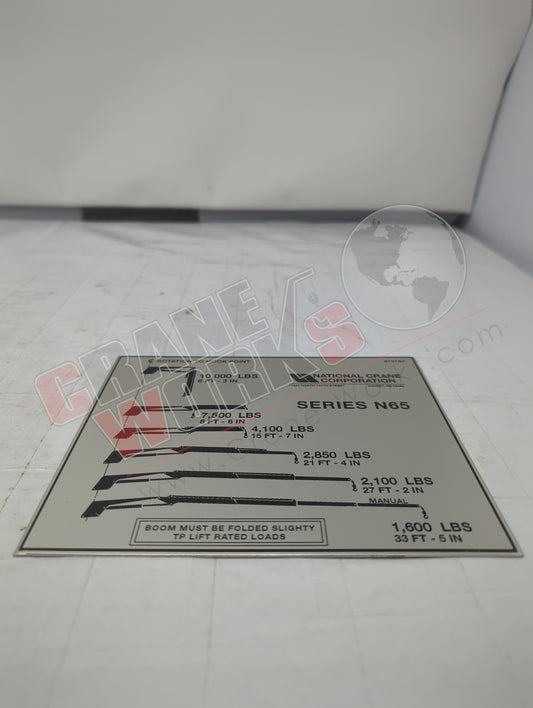 ℄ ROTATION TO HOOK POINT
10,000 LBS
6 FT - 3 IN
NATIONAL CRANE
CORPORATION
SERIES N65
7,500 LBS
8 FT - 6 IN
4,100 LBS
15 FT - 7 IN
2,850 LBS
21 FT - 4 IN
2,100 LBS
27 FT - 2 IN
MANUAL
1,600 LBS
33 FT - 5 IN
BOOM MUST BE FOLDED SLIGHTY
TP LIFT RATED LOADS
CRANE
WORKS